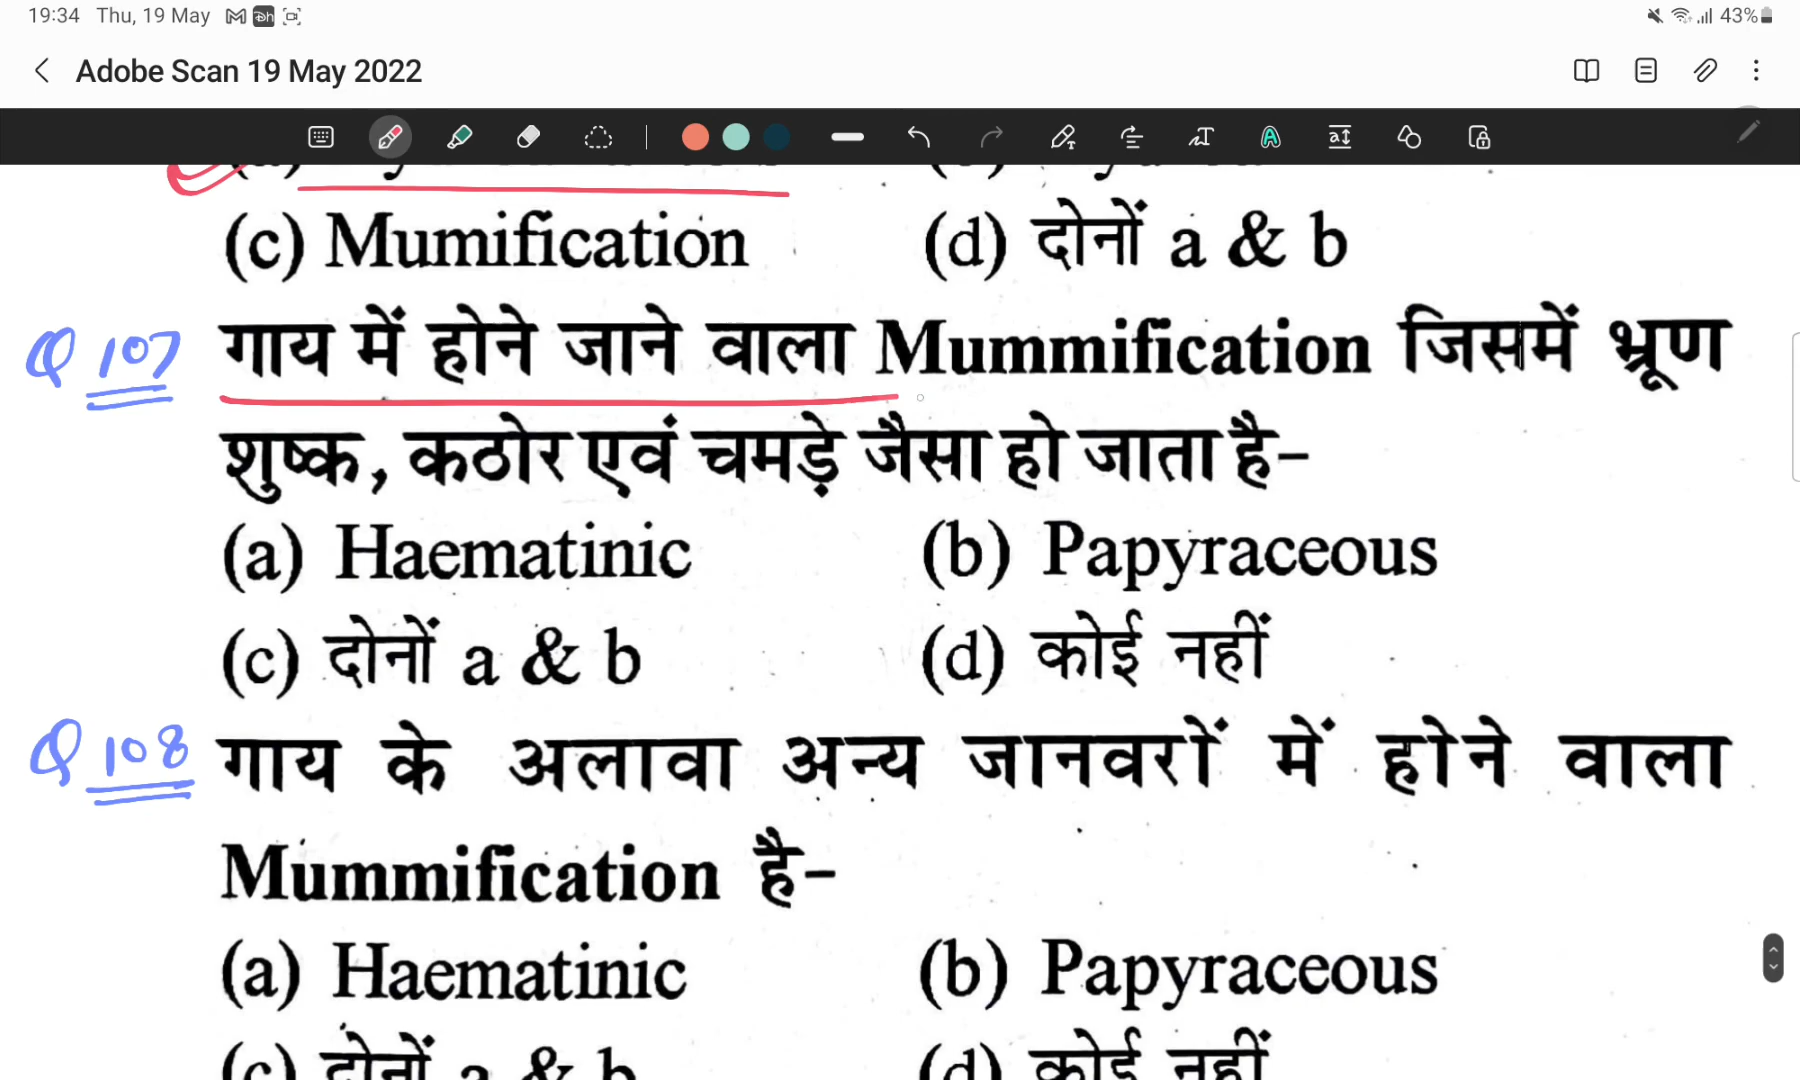 19:34 Thu, 19 May 43%
Adobe Scan 19 May 2022
(c) Mumification (d) दोनों a & b
Q 107 गाय में होने जाने वाला Mummification जिसमें भ्रूण
शुष्क, कठोर एवं चमड़े जैसा हो जाता है-
(a) Haematinic (b) Papyraceous
(c) दोनों a & b (d) कोई नहीं
Q 108 गाय के अलावा अन्य जानवरों में होने वाला
Mummification है-
(a) Haematinic (b) Papyraceous
(c) दोनों a & b (d) कोई नहीं